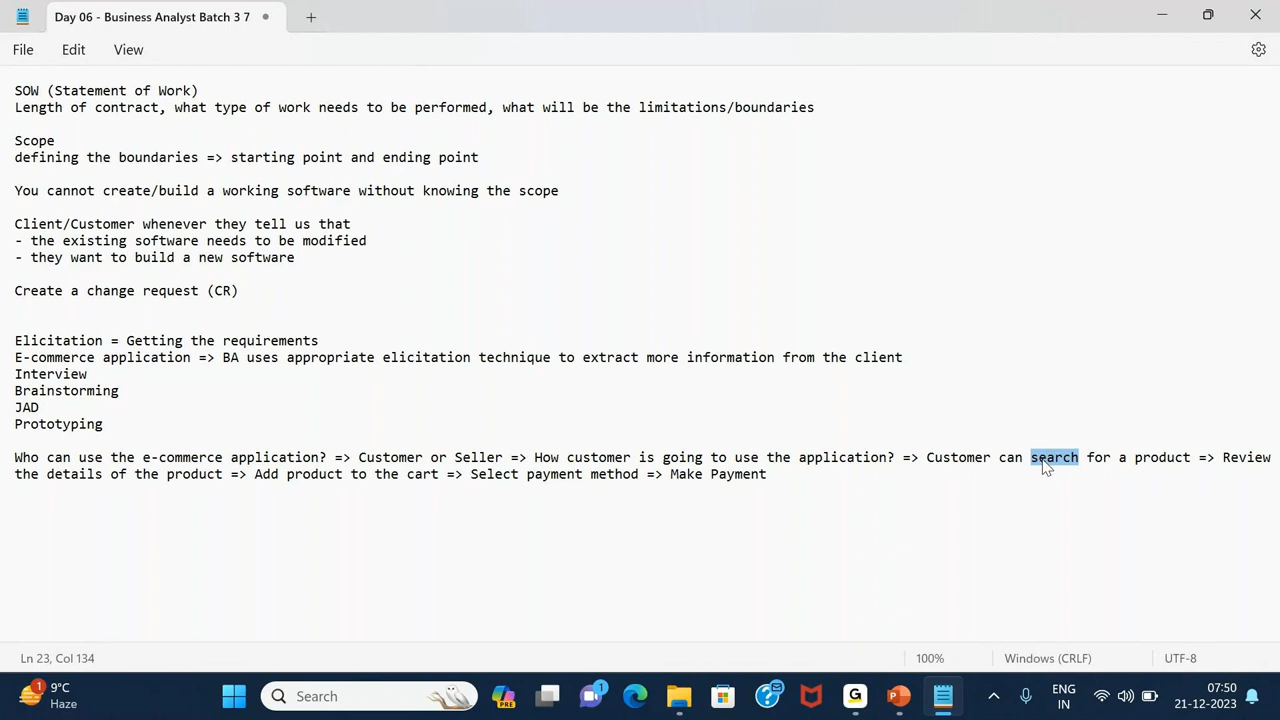 Day 06 - Business Analyst Batch 3 7
File Edit View
SOW (Statement of Work)
Length of contract, what type of work needs to be performed, what will be the limitations/boundaries
Scope
defining the boundaries => starting point and ending point
You cannot create/build a working software without knowing the scope
Client/Customer whenever they tell us that
- the existing software needs to be modified
- they want to build a new software
Create a change request (CR)
Elicitation = Getting the requirements
E-commerce application => BA uses appropriate elicitation technique to extract more information from the client
Interview
Brainstorming
JAD
Prototyping
Who can use the e-commerce application? => Customer or Seller => How customer is going to use the application? => Customer can search for a product => Review
the details of the product => Add product to the cart => Select payment method => Make Payment
Ln 23, Col 134 100% Windows (CRLF) UTF-8
1 9°C
Haze
Search
PRE
1
G
ENG
IN
07:50
21-12-2023